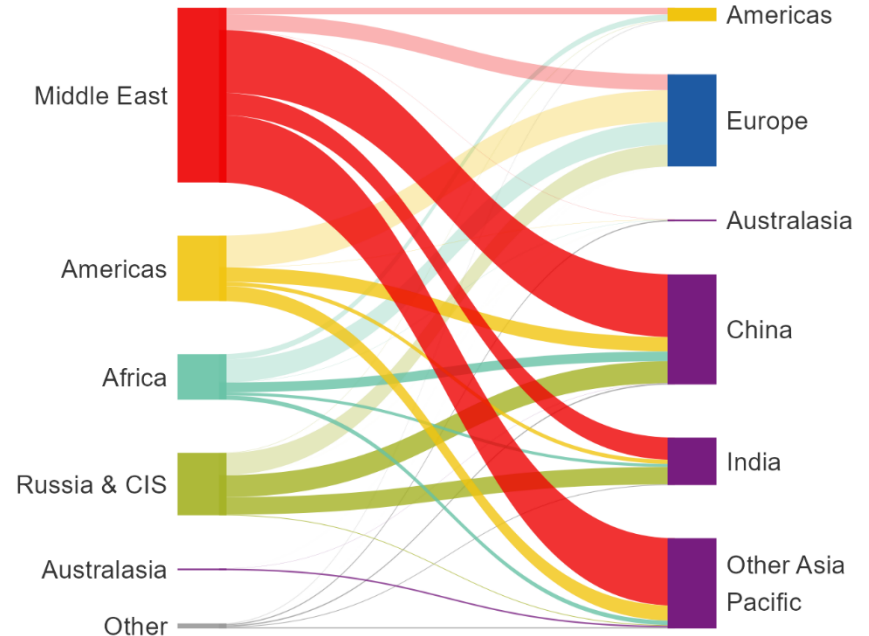 Middle East
Americas
Africa
Russia & CIS
Australasia
Other
Americas
Europe
Australasia
China
India
Other Asia
Pacific